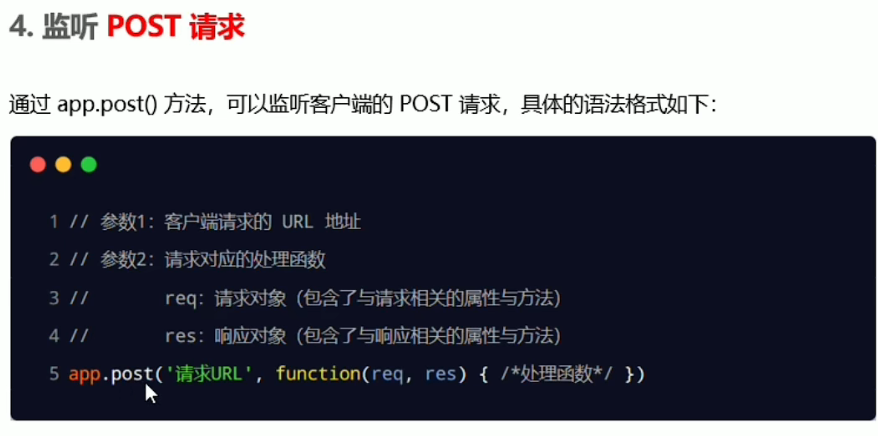 4. 监听 POST 请求
通过 app.post() 方法，可以监听客户端的 POST 请求，具体的语法格式如下：
1 // 参数1：客户端请求的 URL 地址
2 // 参数2：请求对应的处理函数
3 //       req：请求对象（包含了与请求相关的属性与方法）
4 //       res：响应对象（包含了与响应相关的属性与方法）
5 app.post('请求URL', function(req, res) { /*处理函数*/ })